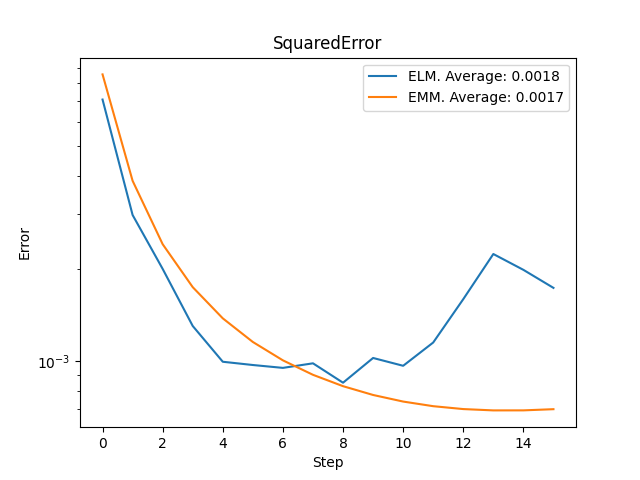 SquaredError
ELM. Average: 0.0018
EMM. Average: 0.0017
Error
10⁻³
0 2 4 6 8 10 12 14
Step